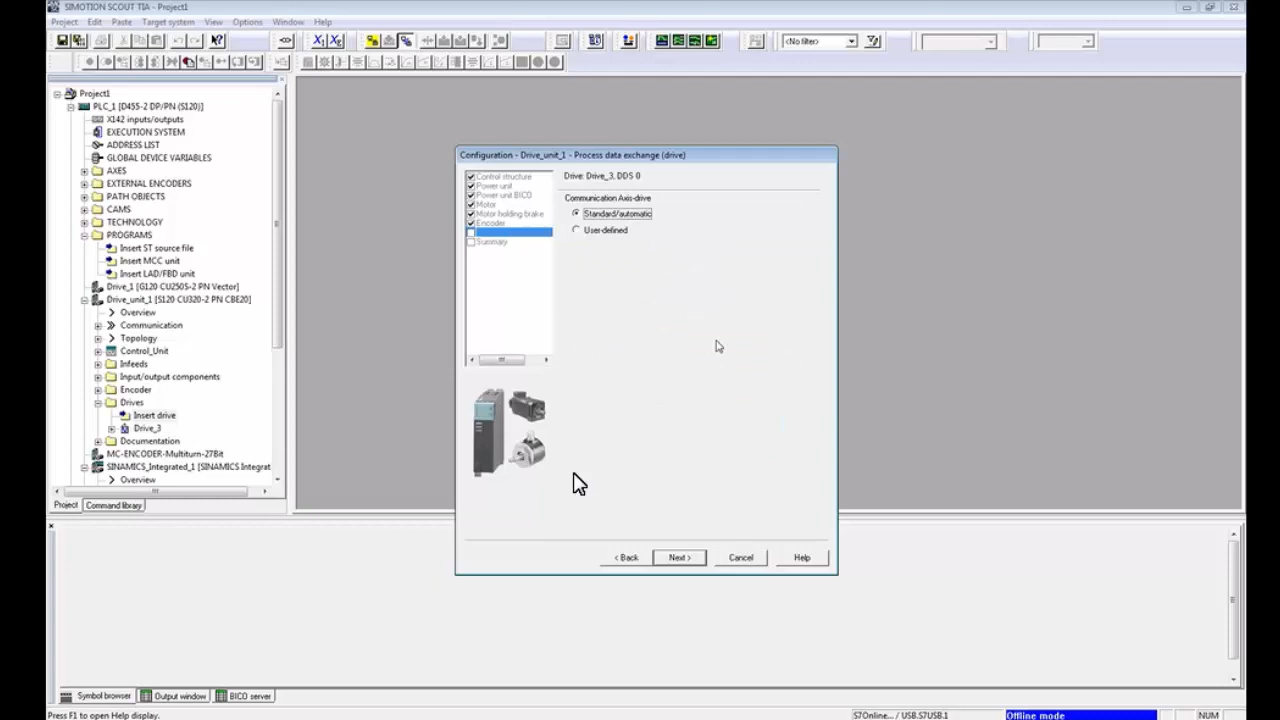 SIMOTION SCOUT TIA - Project1
Project Edit Paste Target system View Options Window Help
<No filter>
Project1
PLC_1 [D455-2 DP/PN (S120)]
X142 inputs/outputs
EXECUTION SYSTEM
ADDRESS LIST
GLOBAL DEVICE VARIABLES
AXES
EXTERNAL ENCODERS
PATH OBJECTS
CAMS
TECHNOLOGY
PROGRAMS
Insert ST source file
Insert MCC unit
Insert LAD/FBD unit
Drive_1 [G120 CU250S-2 PN Vector]
Drive_unit_1 [S120 CU320-2 PN CBE20]
Overview
Communication
Topology
Control_Unit
Infeeds
Input/output components
Encoder
Drives
Insert drive
Drive_3
Documentation
MC-ENCODER-Multiturn-27Bit
SINAMICS_Integrated_1 [SINAMICS Integrat
Overview
Project Command library
Configuration - Drive_unit_1 - Process data exchange (drive)
Control structure
Power unit
Power unit BICO
Motor
Motor holding brake
Encoder
Summary
Drive: Drive_3, DDS 0
Communication Axis-drive
Standard/automatic
User-defined
< Back Next > Cancel Help
Symbol browser Output window BICO server
Press F1 to open Help display.
S7Online... / USB.S7USB.1 Offline mode NUM